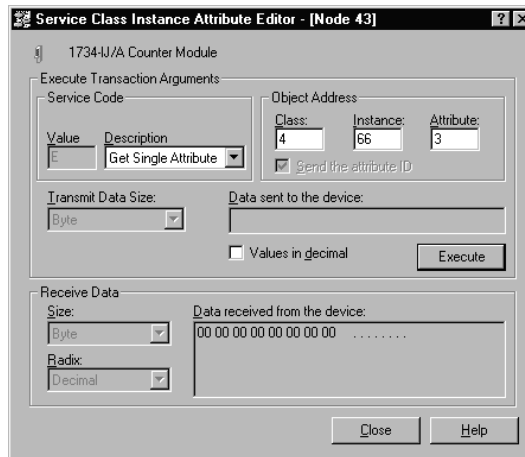 Service Class Instance Attribute Editor - [Node 43]
1734-IJ/A Counter Module
Execute Transaction Arguments
Service Code
Value
Description
E
Get Single Attribute
Object Address
Class:
Instance:
Attribute:
4
66
3
Send the attribute ID
Transmit Data Size:
Byte
Data sent to the device:
Values in decimal
Execute
Receive Data
Size:
Byte
Radix:
Decimal
Data received from the device:
00 00 00 00 00 00 00 00 . . . . . . . .
Close
Help